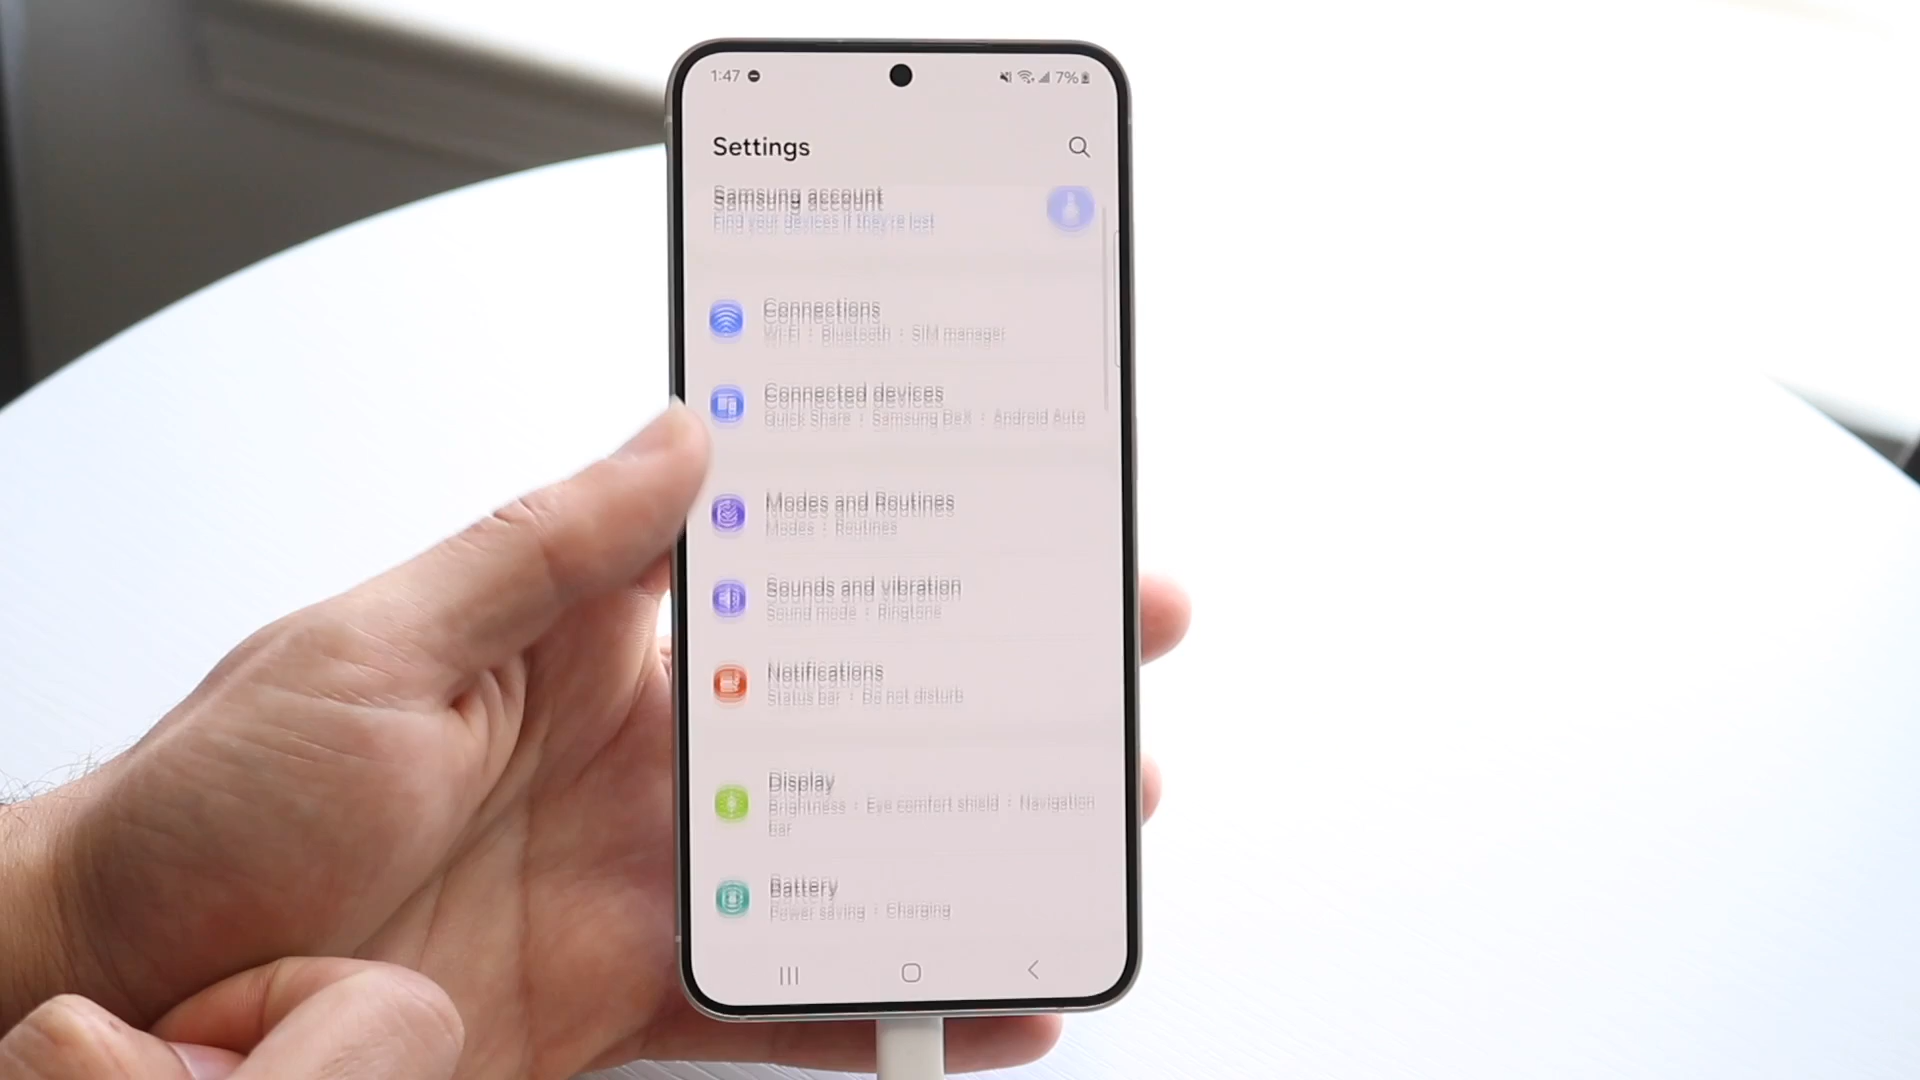 1:47
7%
Settings
Samsung account
Find your devices if they're lost
Connections
Wi-Fi · Bluetooth · SIM manager
Connected devices
Quick Share · Samsung DeX · Android Auto
Modes and Routines
Modes · Routines
Sounds and vibration
Sound mode · Ringtone
Notifications
Status bar · Do not disturb
Display
Brightness · Eye comfort shield · Navigation
bar
Battery
Power saving · Charging